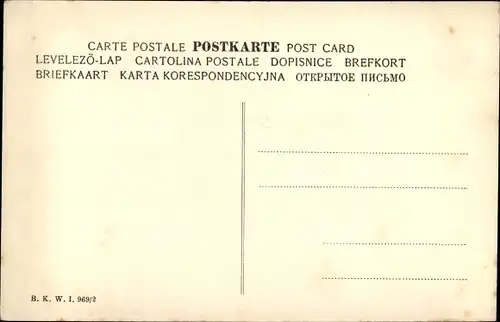 CARTE POSTALE POSTKARTE POST CARD
LEVELEZŐ-LAP CARTOLINA POSTALE DOPISNICE BREFKORT
BRIEFKAART KARTA KORESPONDENCYJNA ОТКРЫТОЕ ПИСЬМО
B. K. W. I. 969/2